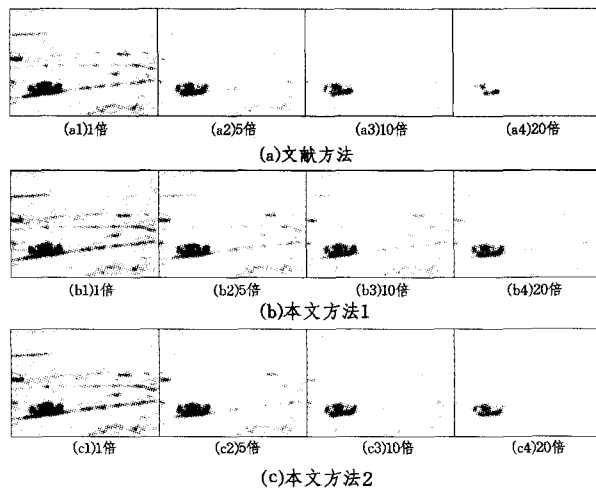 (a1)1倍 (a2)5倍 (a3)10倍 (a4)20倍
(a)文献方法
(b1)1倍 (b2)5倍 (b3)10倍 (b4)20倍
(b)本文方法1
(c1)1倍 (c2)5倍 (c3)10倍 (c4)20倍
(c)本文方法2